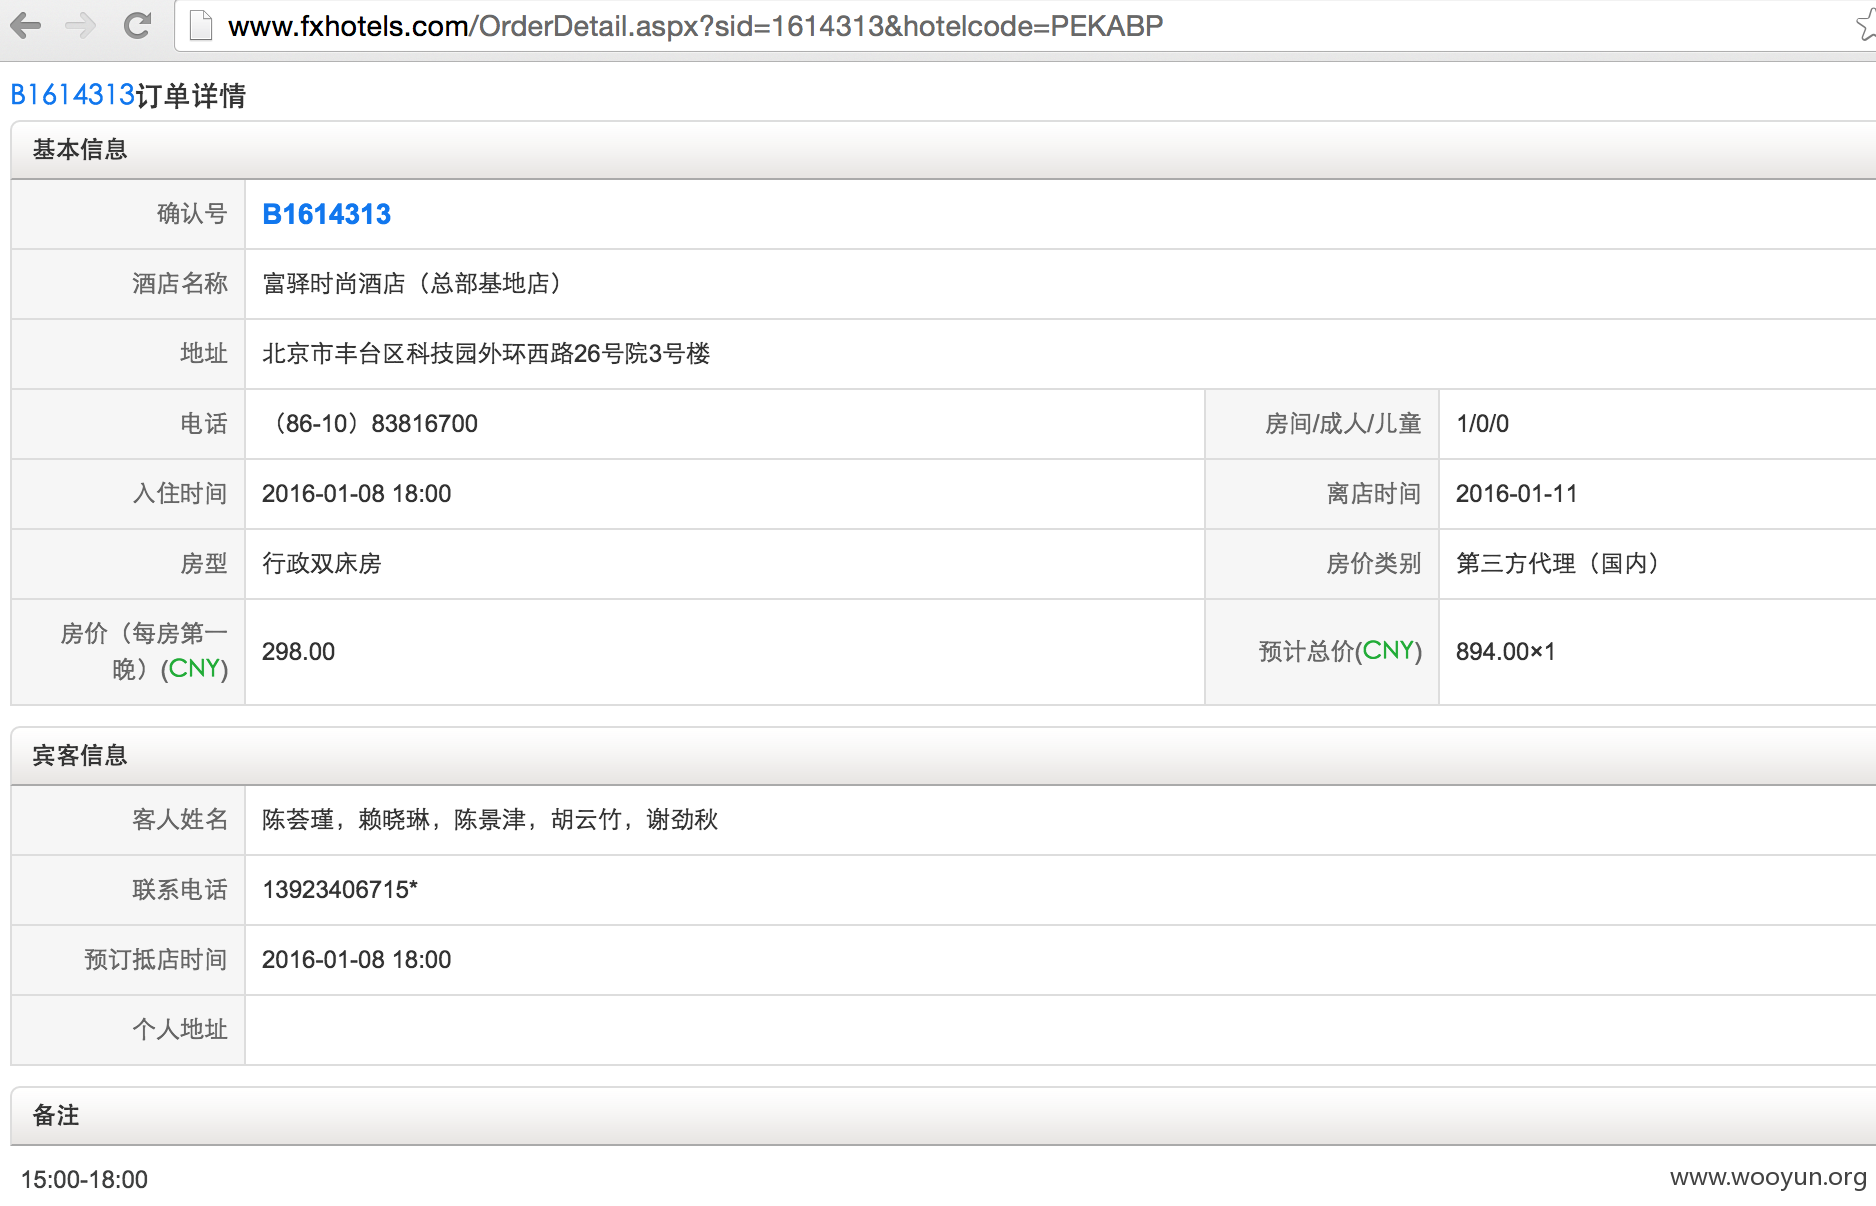 www.fxhotels.com/OrderDetail.aspx?sid=1614313&hotelcode=PEKABP
B1614313订单详情
基本信息
确认号 B1614313
酒店名称 富驿时尚酒店（总部基地店）
地址 北京市丰台区科技园外环西路26号院3号楼
电话 （86-10）83816700 房间/成人/儿童 1/0/0
入住时间 2016-01-08 18:00 离店时间 2016-01-11
房型 行政双床房 房价类别 第三方代理（国内）
房价（每房第一
晚）(CNY) 298.00 预计总价(CNY) 894.00×1
宾客信息
客人姓名 陈荟瑾，赖晓琳，陈景津，胡云竹，谢劲秋
联系电话 13923406715*
预订抵店时间 2016-01-08 18:00
个人地址
备注
15:00-18:00
www.wooyun.org